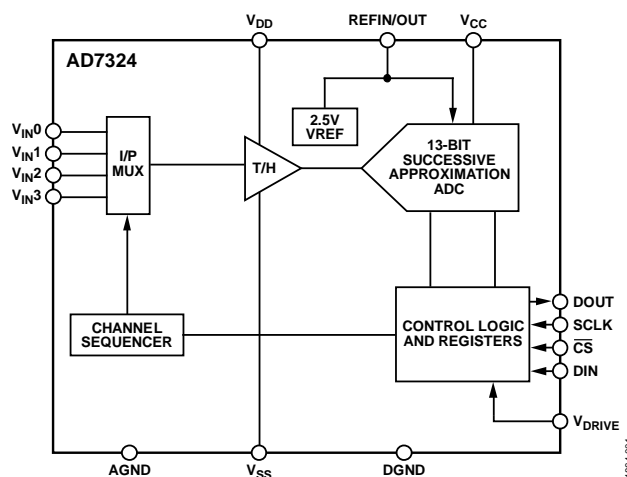 VDD
REFIN/OUT
VCC
AD7324
VIN0
VIN1
VIN2
VIN3
I/P
MUX
T/H
2.5V
VREF
13-BIT
SUCCESSIVE
APPROXIMATION
ADC
CHANNEL
SEQUENCER
CONTROL LOGIC
AND REGISTERS
DOUT
SCLK
CS
DIN
VDRIVE
AGND
VSS
DGND